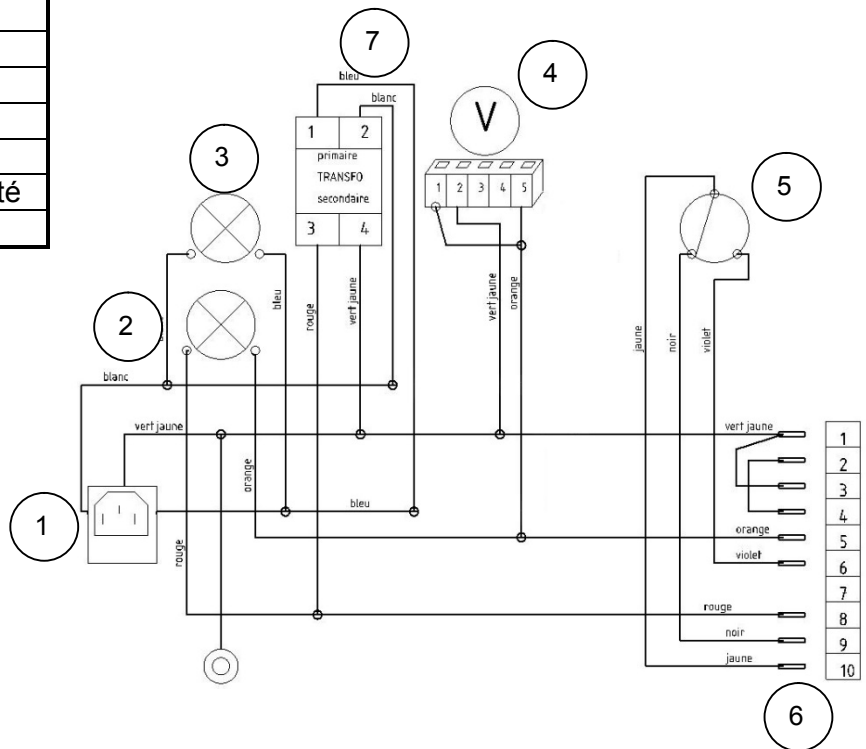 té
7
bleu
4
blanc
1 2
V
primaire
3
TRANSFO
5
secondaire
1 2 3 4 5
3 4
bleu
rouge
vert jaune
vert jaune
orange
jaune
noir
violet
2
blanc
vert jaune
vert jaune
1
2
orange
3
bleu
4
1
orange
5
violet
6
rouge
7
rouge
8
noir
9
jaune
10
6